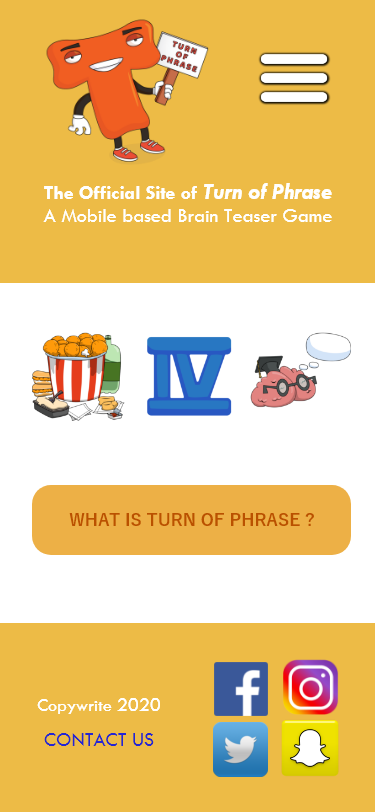 TURN
OF
PHRASE
The Official Site of Turn of Phrase
A Mobile based Brain Teaser Game
IV
WHAT IS TURN OF PHRASE ?
Copywrite 2020
CONTACT US